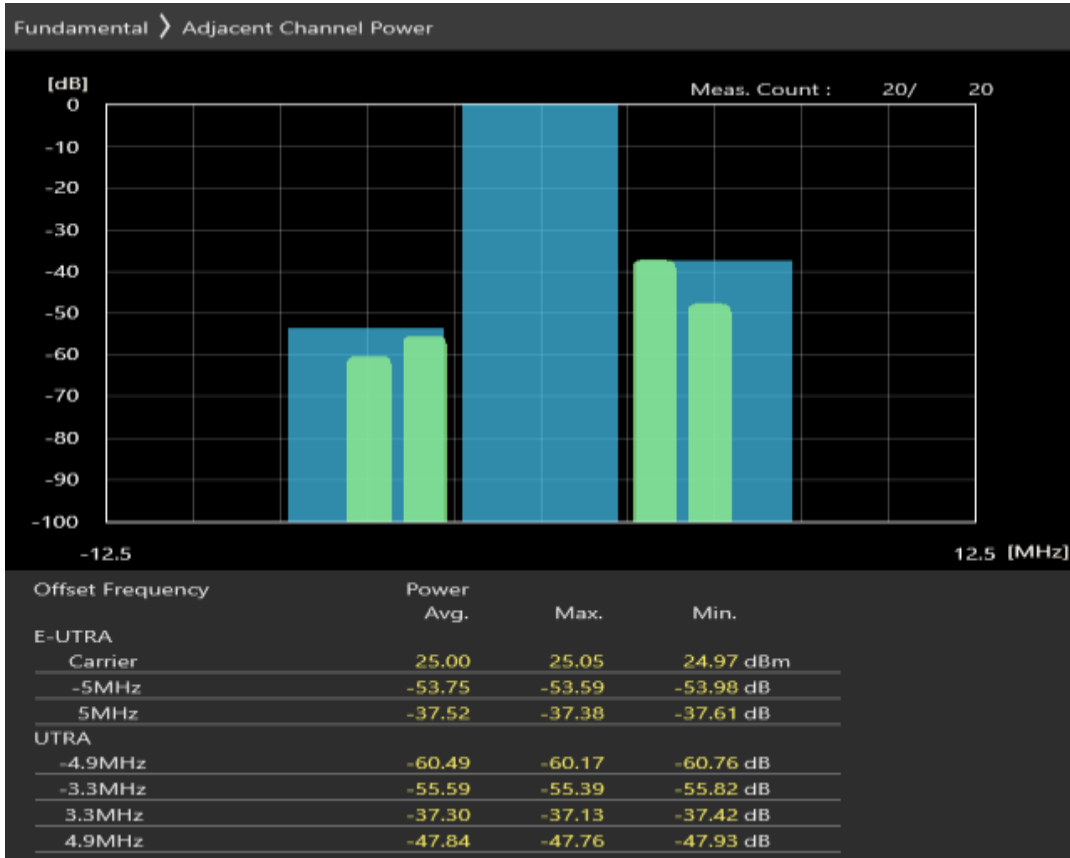 Fundamental 〉 Adjacent Channel Power
[dB]
Meas. Count : 20/ 20
0
-10
-20
-30
-40
-50
-60
-70
-80
-90
-100
-12.5 12.5 [MHz]
Offset Frequency Power
Avg. Max. Min.
E-UTRA
Carrier 25.00 25.05 24.97 dBm
-5MHz -53.75 -53.59 -53.98 dB
5MHz -37.52 -37.38 -37.61 dB
UTRA
-4.9MHz -60.49 -60.17 -60.76 dB
-3.3MHz -55.59 -55.39 -55.82 dB
3.3MHz -37.30 -37.13 -37.42 dB
4.9MHz -47.84 -47.76 -47.93 dB